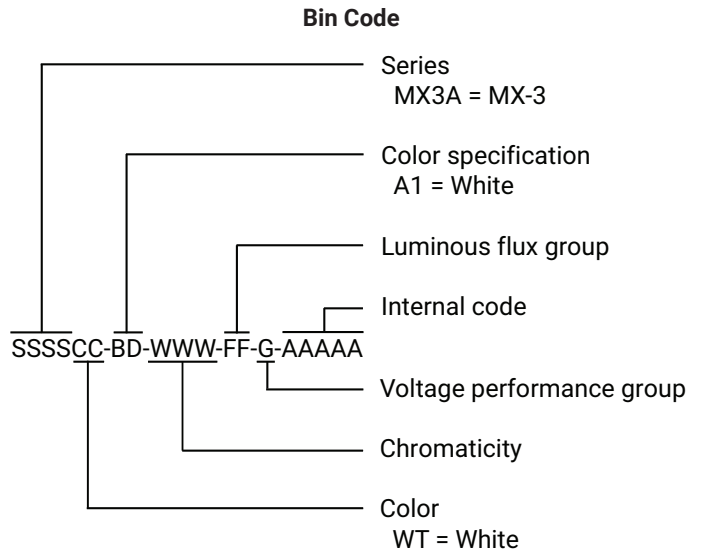 Bin Code
Series
MX3A = MX-3
Color specification
A1 = White
Luminous flux group
Internal code
SSSSCC-BD-WWW-FF-G-AAAAA
Voltage performance group
Chromaticity
Color
WT = White